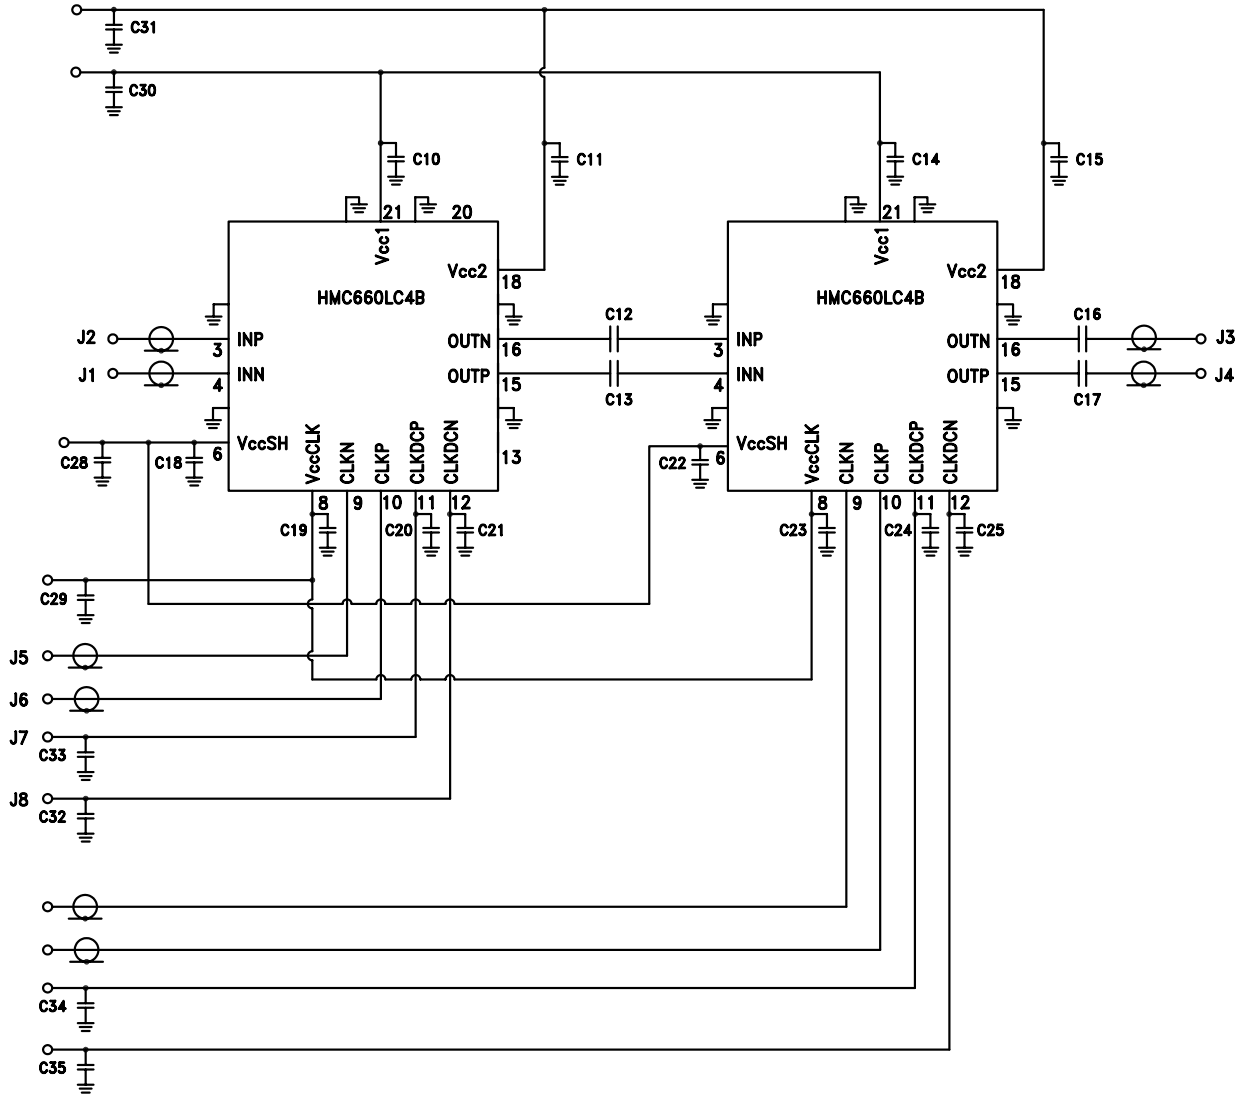 C31
C30
C10
C11
C14
C15
21
20
21
Vcc1
Vcc1
Vcc2
18
Vcc2
18
HMC660LC4B
HMC660LC4B
C12
C16
J2
3
INP
OUTN
16
3
INP
OUTN
16
J3
J1
4
INN
OUTP
15
C13
4
INN
OUTP
15
C17
J4
C28
C18
6
VccSH
VccCLK
CLKN
CLKP
CLKDCP
CLKDCN
13
C22
6
VccSH
VccCLK
CLKN
CLKP
CLKDCP
CLKDCN
8
9
10
11
12
8
9
10
11
12
C19
C20
C21
C23
C24
C25
C29
J5
J6
J7
C33
J8
C32
C34
C35